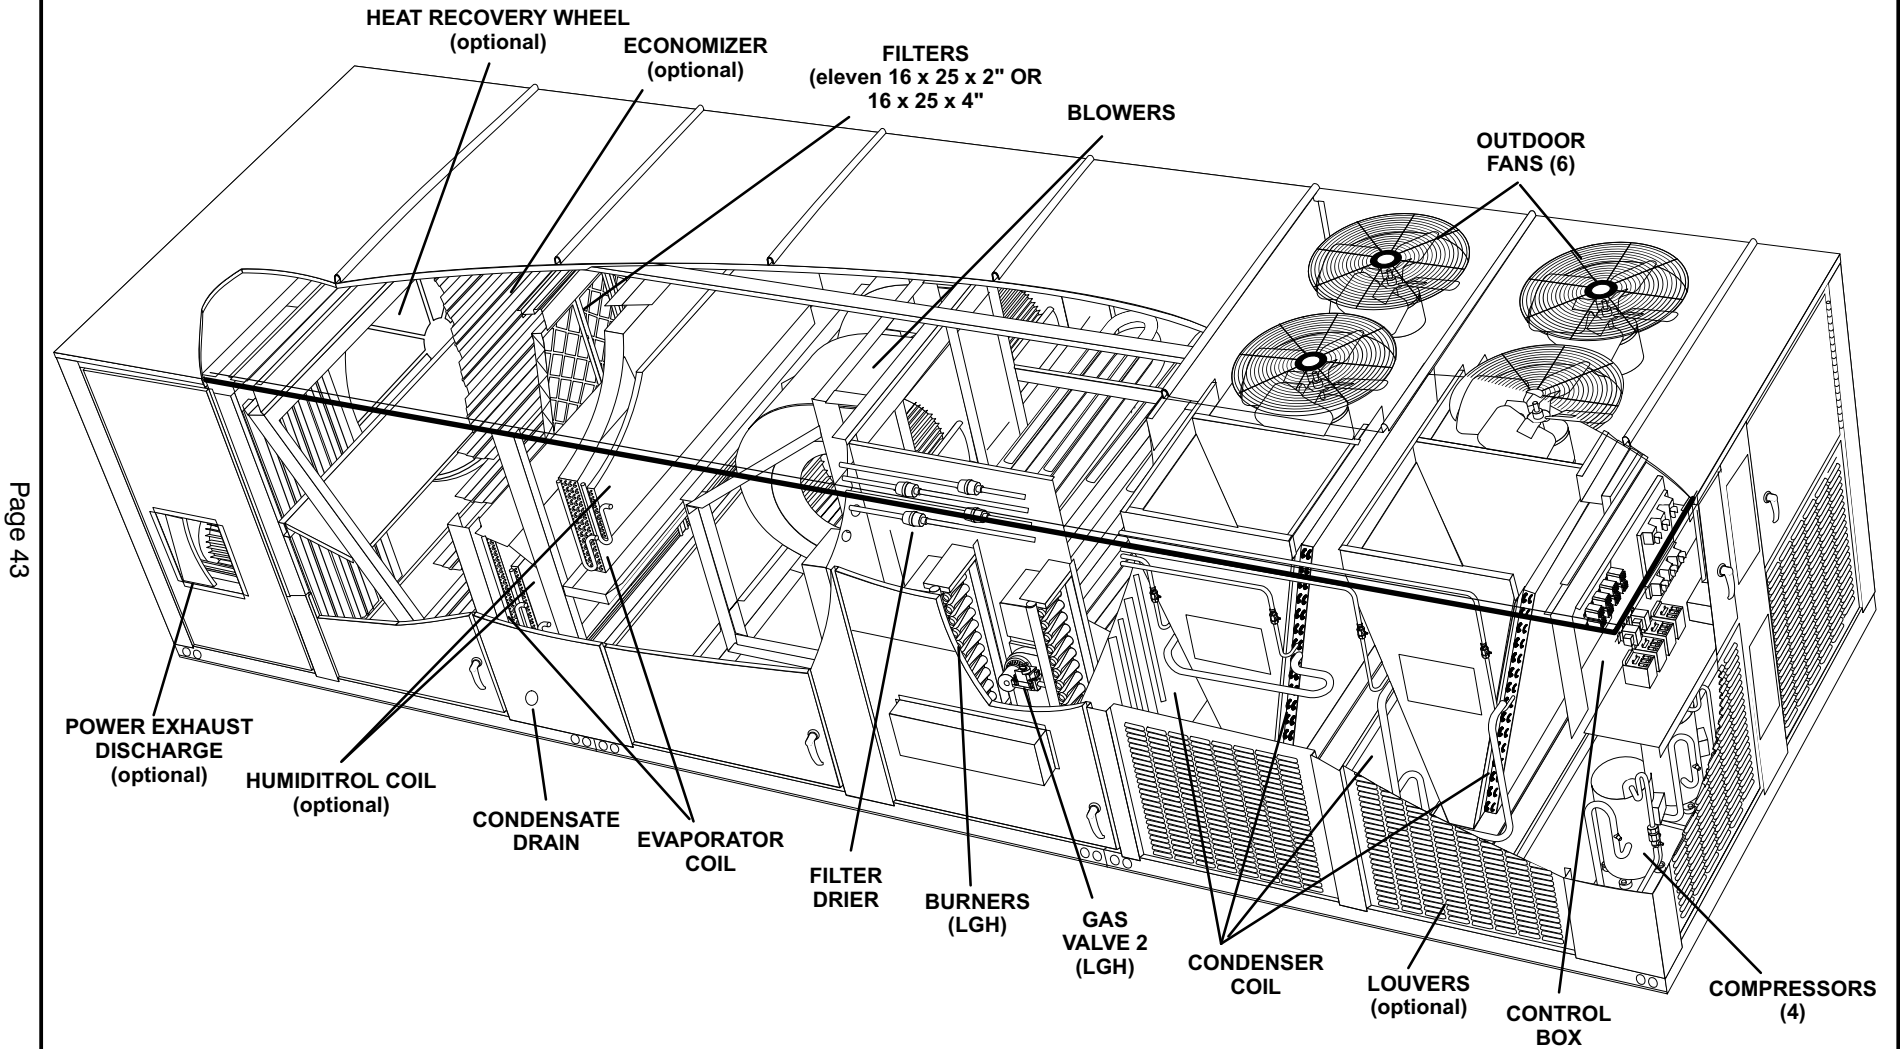 HEAT RECOVERY WHEEL
(optional)
ECONOMIZER
(optional)
FILTERS
(eleven 16 x 25 x 2" OR
16 x 25 x 4"
BLOWERS
OUTDOOR
FANS (6)
Page 43
POWER EXHAUST
DISCHARGE
(optional)
HUMIDITROL COIL
(optional)
CONDENSATE
DRAIN
EVAPORATOR
COIL
FILTER
DRIER
BURNERS
(LGH)
GAS
VALVE 2
(LGH)
CONDENSER
COIL
LOUVERS
(optional)
CONTROL
BOX
COMPRESSORS
(4)